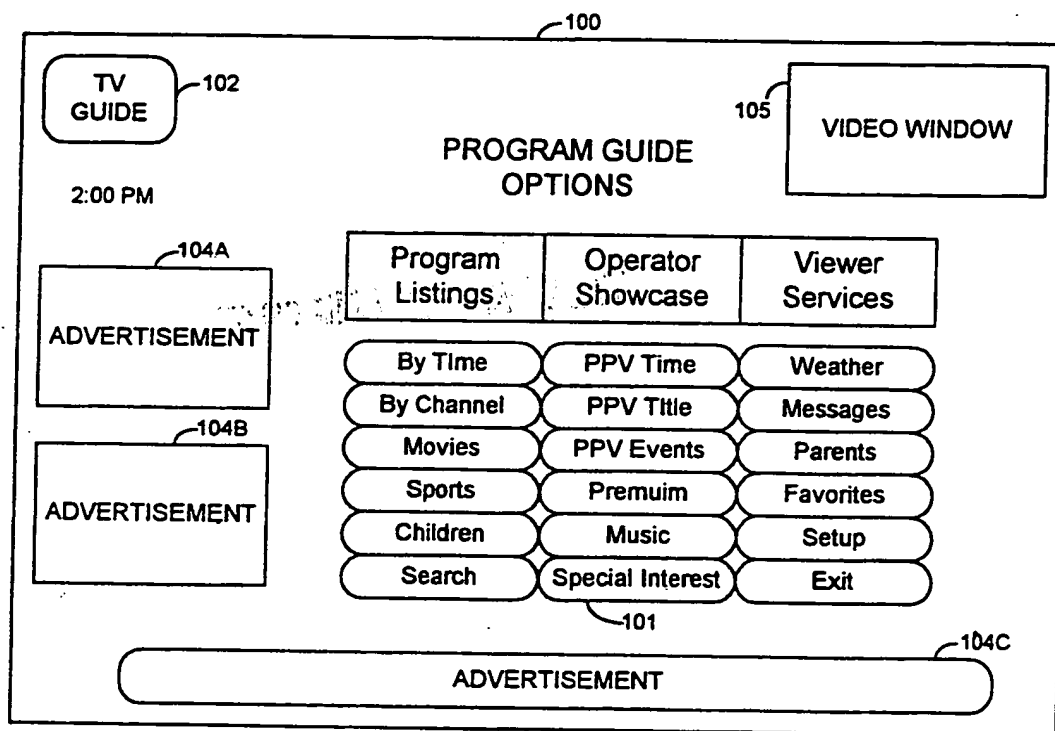 100
TV
GUIDE
102
105
VIDEO WINDOW
PROGRAM GUIDE
OPTIONS
2:00 PM
104A
ADVERTISEMENT
104B
ADVERTISEMENT
Program
Listings
Operator
Showcase
Viewer
Services
By Time
PPV Time
Weather
By Channel
PPV Title
Messages
Movies
PPV Events
Parents
Sports
Premuim
Favorites
Children
Music
Setup
Search
Special Interest
Exit
101
104C
ADVERTISEMENT